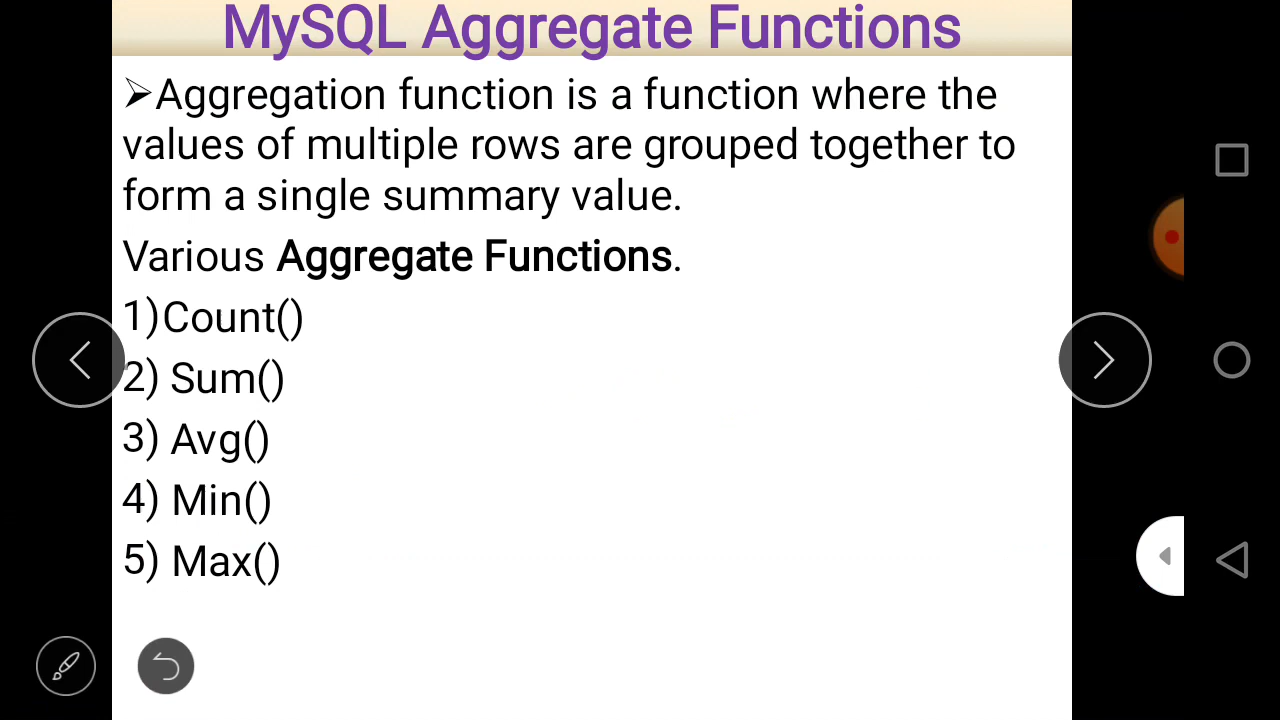 MySQL Aggregate Functions
➢Aggregation function is a function where the
values of multiple rows are grouped together to
form a single summary value.
Various Aggregate Functions.
1)Count()
2) Sum()
3) Avg()
4) Min()
5) Max()